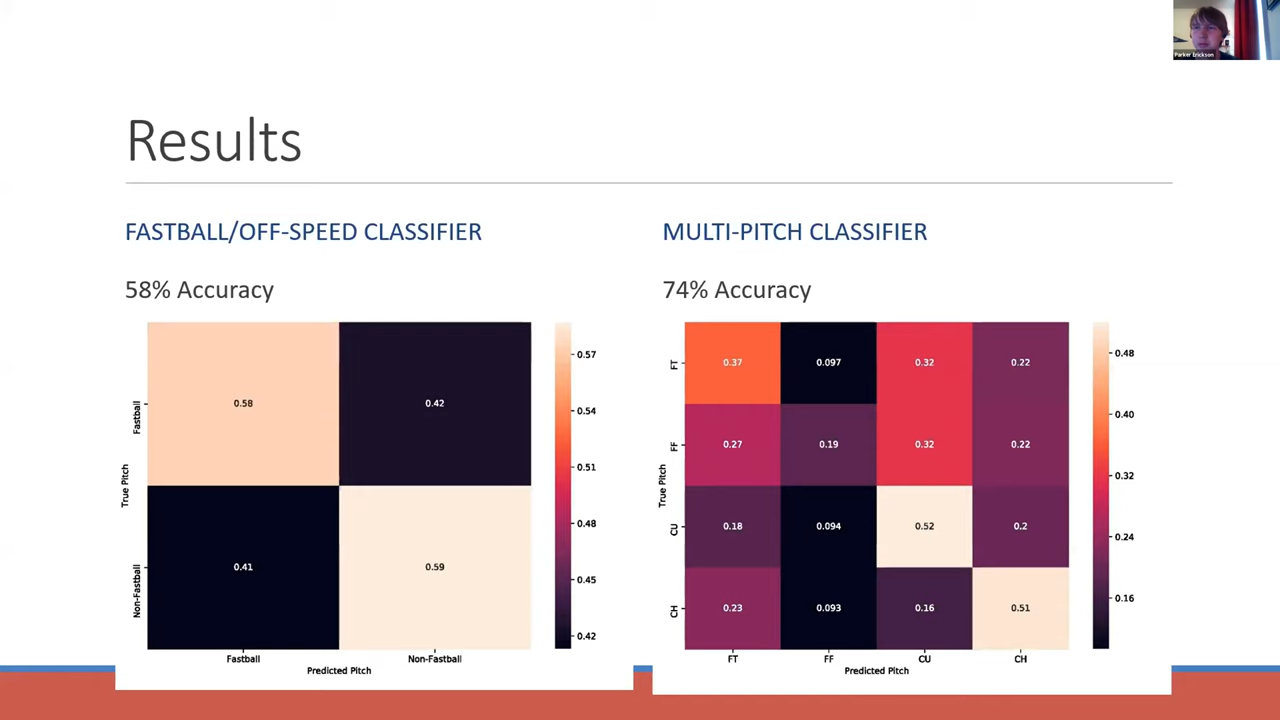 Parker Erickson
Results
FASTBALL/OFF-SPEED CLASSIFIER
58% Accuracy
Fastball
Non-Fastball
True Pitch
0.58
0.42
0.41
0.59
Fastball
Non-Fastball
Predicted Pitch
0.57
0.54
0.51
0.48
0.45
0.42
MULTI-PITCH CLASSIFIER
74% Accuracy
True Pitch
FT
0.37
0.097
0.32
0.22
FF
0.27
0.19
0.32
0.22
CU
0.18
0.094
0.52
0.2
CH
0.23
0.093
0.16
0.51
FT
FF
CU
CH
Predicted Pitch
0.48
0.40
0.32
0.24
0.16